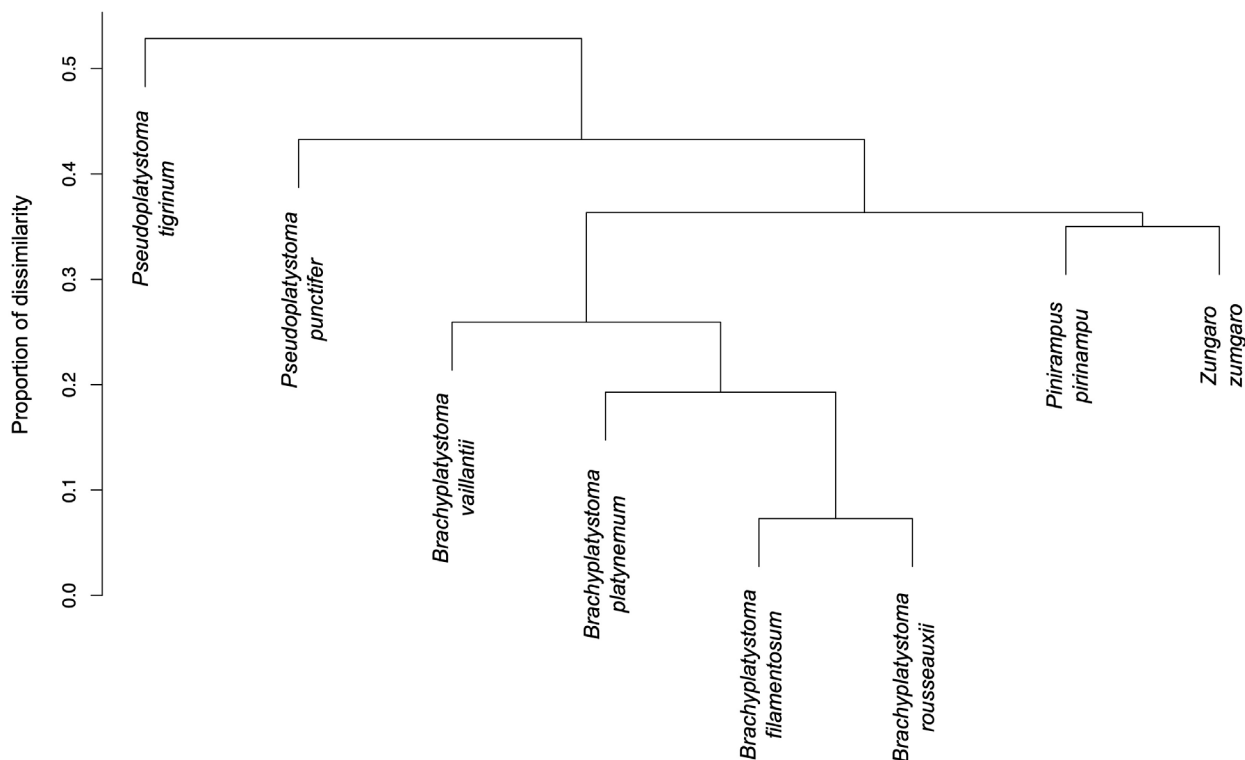 Proportion of dissimilarity
0.5
0.4
0.3
0.2
0.1
0.0
Pseudoplatystoma
tigrinum
Pseudoplatystoma
punctifer
Brachyplatystoma
vaillantii
Brachyplatystoma
platynemum
Brachyplatystoma
filamentosum
Brachyplatystoma
rousseauxii
Pinirampus
pirinampu
Zungaro
zumgaro